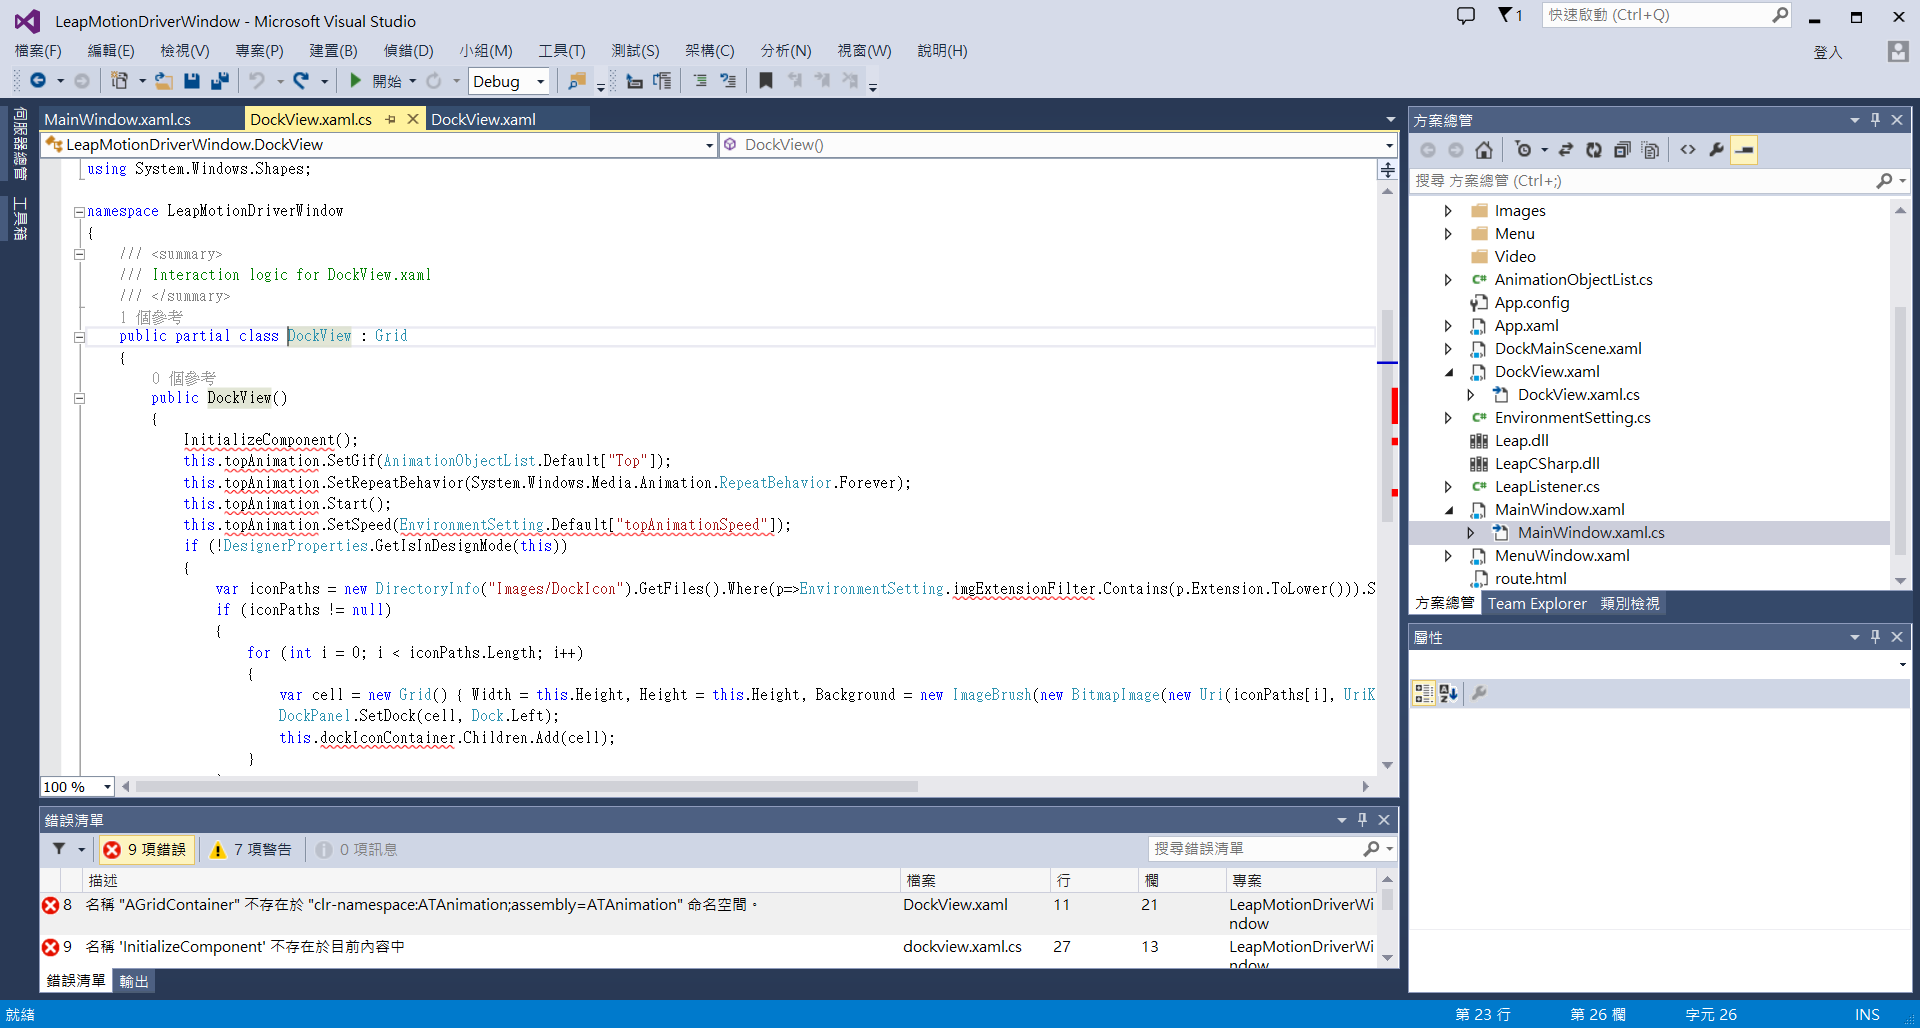 LeapMotionDriverWindow - Microsoft Visual Studio
1
快速啟動 (Ctrl+Q)
檔案(F) 編輯(E) 檢視(V) 專案(P) 建置(B) 偵錯(D) 小組(M) 工具(T) 測試(S) 架構(C) 分析(N) 視窗(W) 說明(H)
登入
開始 Debug
伺服器總管
工具箱
MainWindow.xaml.cs DockView.xaml.cs DockView.xaml
LeapMotionDriverWindow.DockView DockView()
using System.Windows.Shapes;
namespace LeapMotionDriverWindow
{
/// <summary>
/// Interaction logic for DockView.xaml
/// </summary>
1 個參考
public partial class DockView : Grid
{
0 個參考
public DockView()
{
InitializeComponent();
this.topAnimation.SetGif(AnimationObjectList.Default["Top"]);
this.topAnimation.SetRepeatBehavior(System.Windows.Media.Animation.RepeatBehavior.Forever);
this.topAnimation.Start();
this.topAnimation.SetSpeed(EnvironmentSetting.Default["topAnimationSpeed"]);
if (!DesignerProperties.GetIsInDesignMode(this))
{
var iconPaths = new DirectoryInfo("Images/DockIcon").GetFiles().Where(p=>EnvironmentSetting.imgExtensionFilter.Contains(p.Extension.ToLower())).S
if (iconPaths != null)
{
for (int i = 0; i < iconPaths.Length; i++)
{
var cell = new Grid() { Width = this.Height, Height = this.Height, Background = new ImageBrush(new BitmapImage(new Uri(iconPaths[i], UriK
DockPanel.SetDock(cell, Dock.Left);
this.dockIconContainer.Children.Add(cell);
}
100 %
錯誤清單
9 項錯誤 7 項警告 0 項訊息
搜尋錯誤清單
描述 檔案 行 欄 專案
8 名稱 "AGridContainer" 不存在於 "clr-namespace:ATAnimation;assembly=ATAnimation" 命名空間。 DockView.xaml 11 21 LeapMotionDriverWi
ndow
9 名稱 'InitializeComponent' 不存在於目前內容中 dockview.xaml.cs 27 13 LeapMotionDriverWi
ndow
錯誤清單 輸出
方案總管
搜尋 方案總管 (Ctrl+;)
Images
Menu
Video
AnimationObjectList.cs
App.config
App.xaml
DockMainScene.xaml
DockView.xaml
DockView.xaml.cs
EnvironmentSetting.cs
Leap.dll
LeapCSharp.dll
LeapListener.cs
MainWindow.xaml
MainWindow.xaml.cs
MenuWindow.xaml
route.html
方案總管 Team Explorer 類別檢視
屬性
就緒 第 23 行 第 26 欄 字元 26 INS